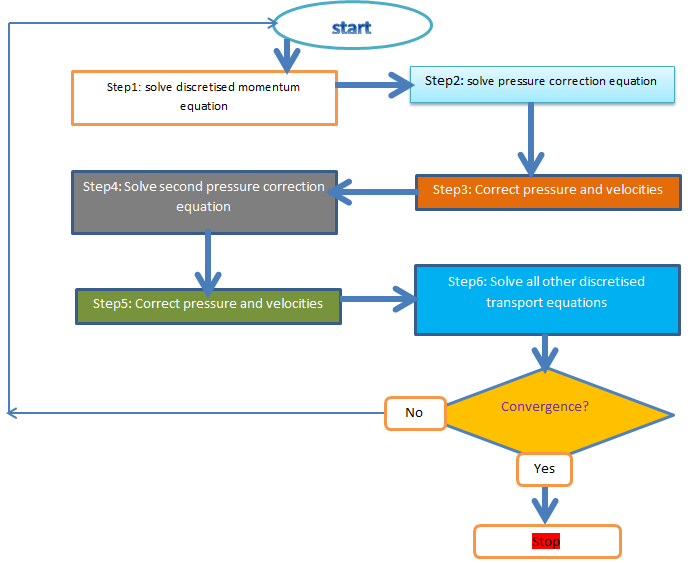 start
Step1: solve discretised momentum
equation
Step2: solve pressure correction equation
Step3: Correct pressure and velocities
Step4: Solve second pressure correction
equation
Step5: Correct pressure and velocities
Step6: Solve all other discretised
transport equations
Convergence?
No
Yes
Stop